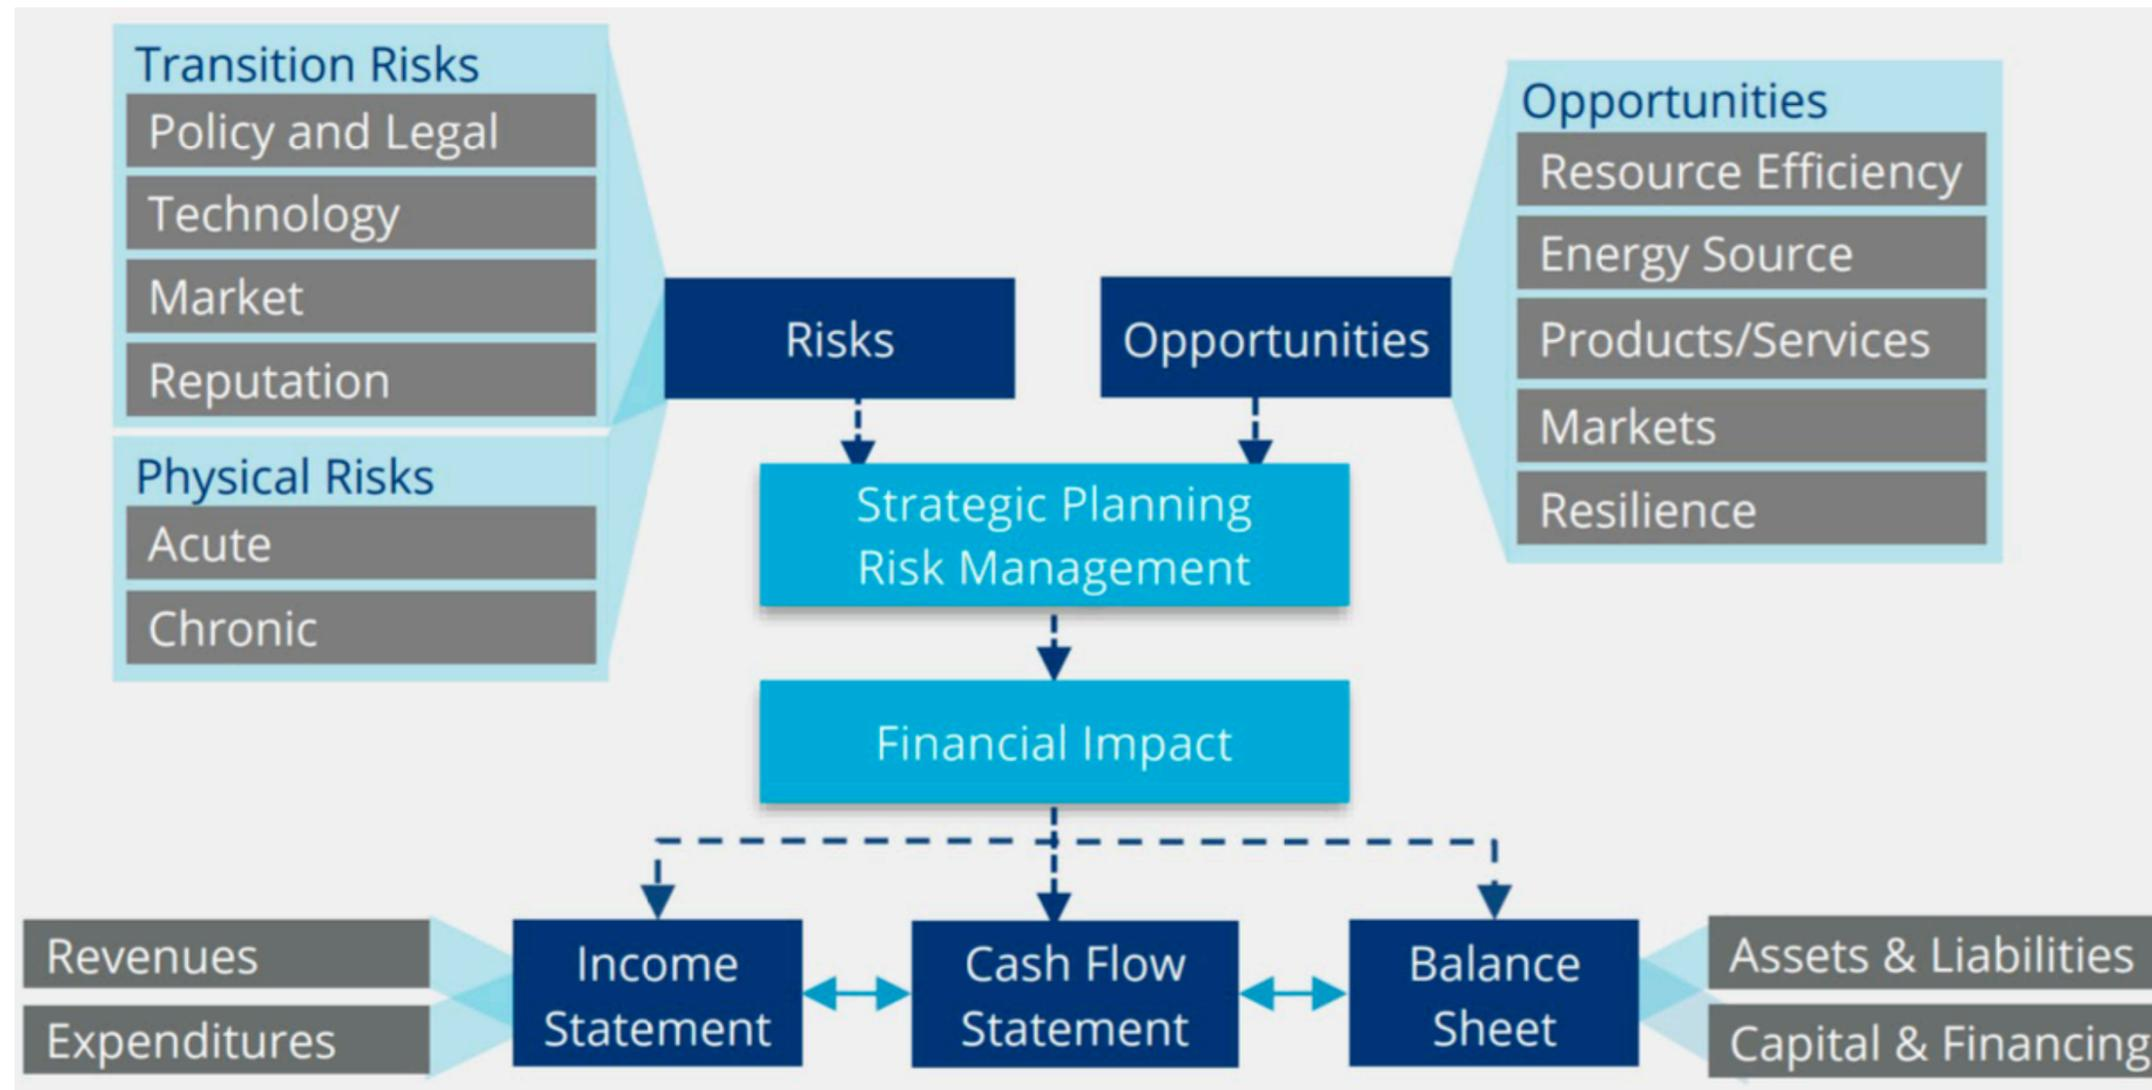 Transition Risks
Policy and Legal
Technology
Market
Reputation
Physical Risks
Acute
Chronic
Risks
Opportunities
Opportunities
Resource Efficiency
Energy Source
Products/Services
Markets
Resilience
Strategic Planning
Risk Management
Financial Impact
Revenues
Expenditures
Income
Statement
Cash Flow
Statement
Balance
Sheet
Assets & Liabilities
Capital & Financing